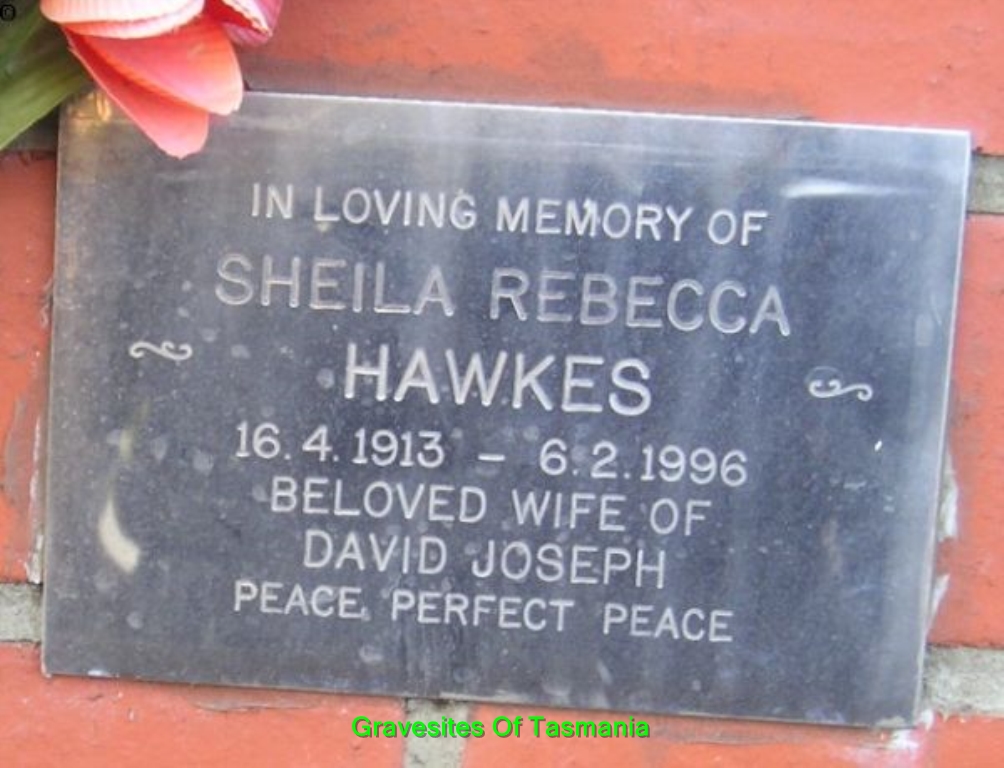 ©
IN LOVING MEMORY OF
SHEILA REBECCA
HAWKES
16.4.1913 – 6.2.1996
BELOVED WIFE OF
DAVID JOSEPH
PEACE, PERFECT PEACE
Gravesites Of Tasmania